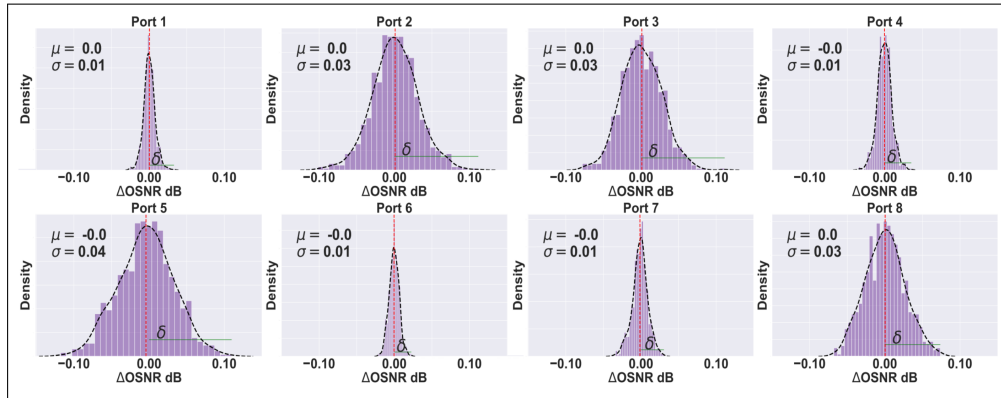 Port 1
μ = 0.0
σ = 0.01
δ
Density
−0.10 0.00 0.10
ΔOSNR dB
Port 2
μ = 0.0
σ = 0.03
δ
Density
−0.10 0.00 0.10
ΔOSNR dB
Port 3
μ = 0.0
σ = 0.03
δ
Density
−0.10 0.00 0.10
ΔOSNR dB
Port 4
μ = -0.0
σ = 0.01
δ
Density
−0.10 0.00 0.10
ΔOSNR dB
Port 5
μ = -0.0
σ = 0.04
δ
Density
−0.10 0.00 0.10
ΔOSNR dB
Port 6
μ = -0.0
σ = 0.01
δ
Density
−0.10 0.00 0.10
ΔOSNR dB
Port 7
μ = -0.0
σ = 0.01
δ
Density
−0.10 0.00 0.10
ΔOSNR dB
Port 8
μ = 0.0
σ = 0.03
δ
Density
−0.10 0.00 0.10
ΔOSNR dB